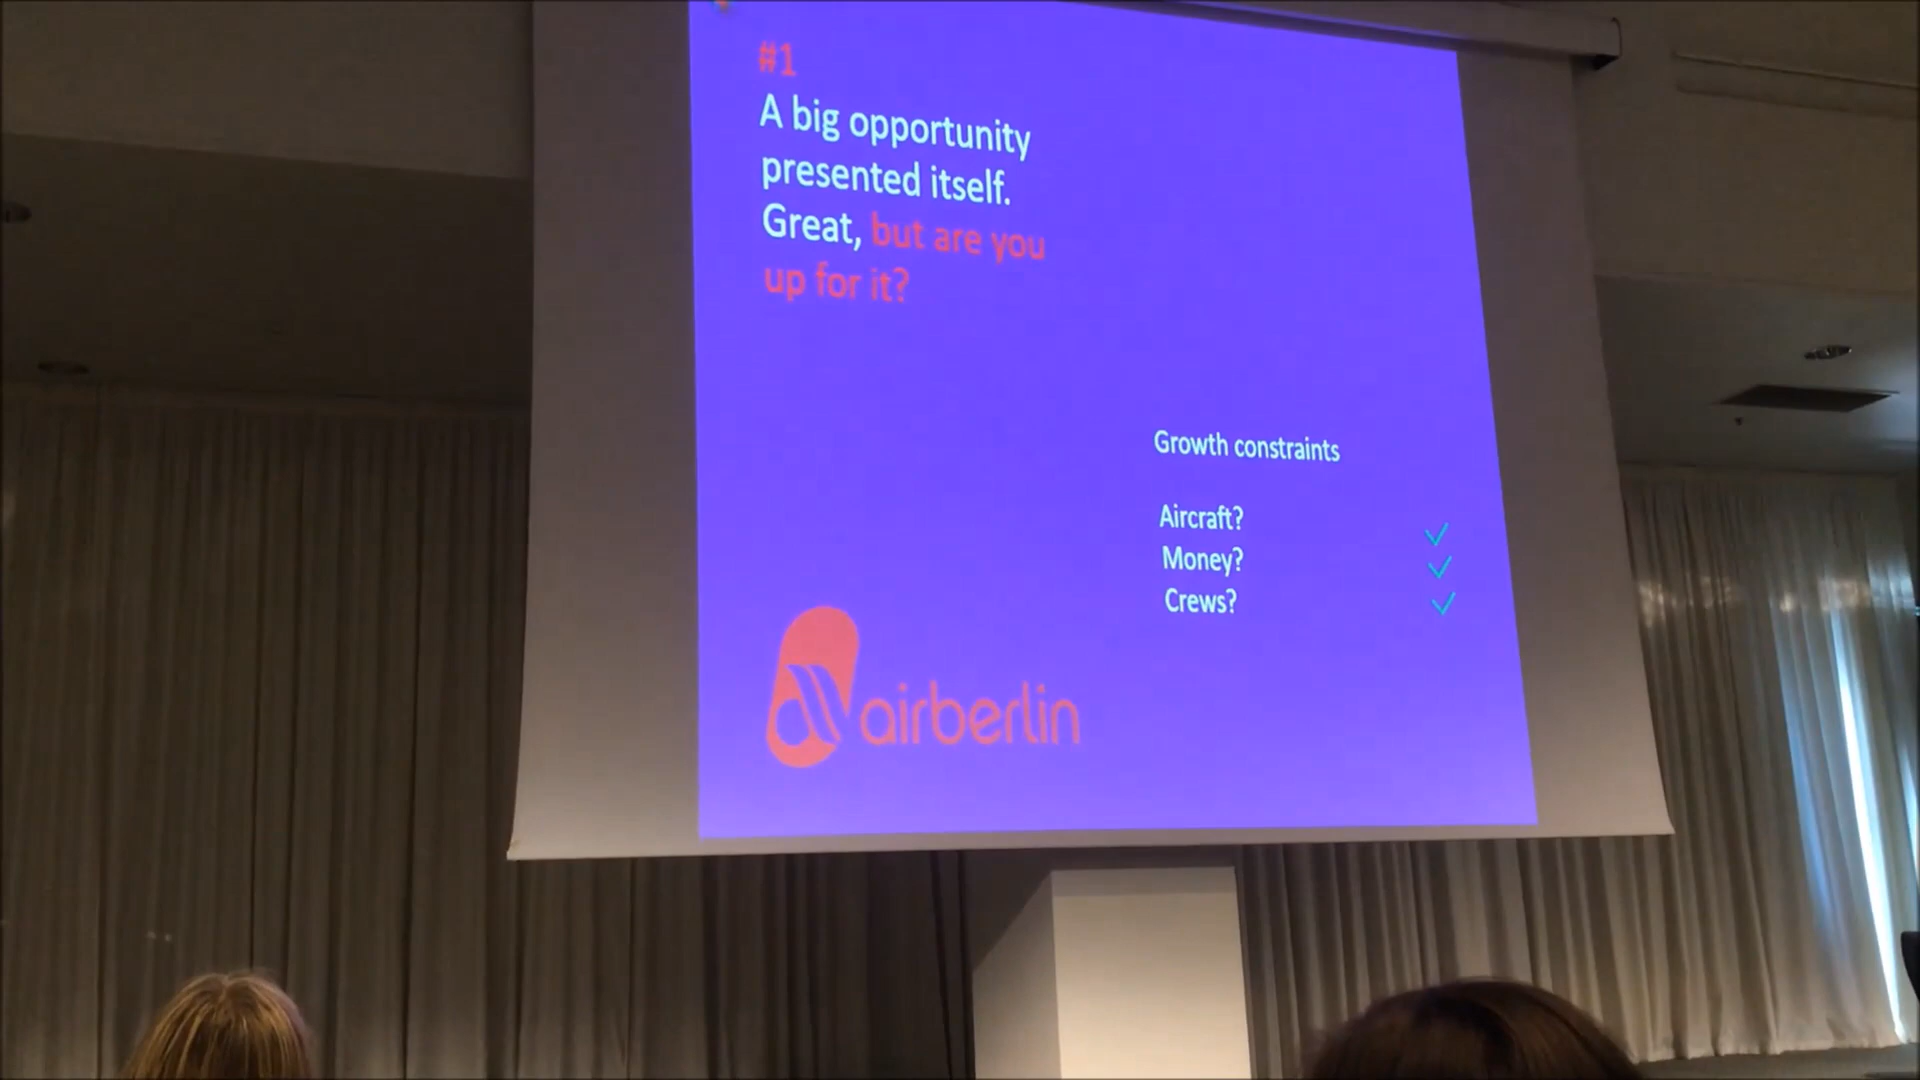 #1
A big opportunity
presented itself.
Great, but are you
up for it?
Growth constraints
Aircraft?
Money?
Crews?
airberlin